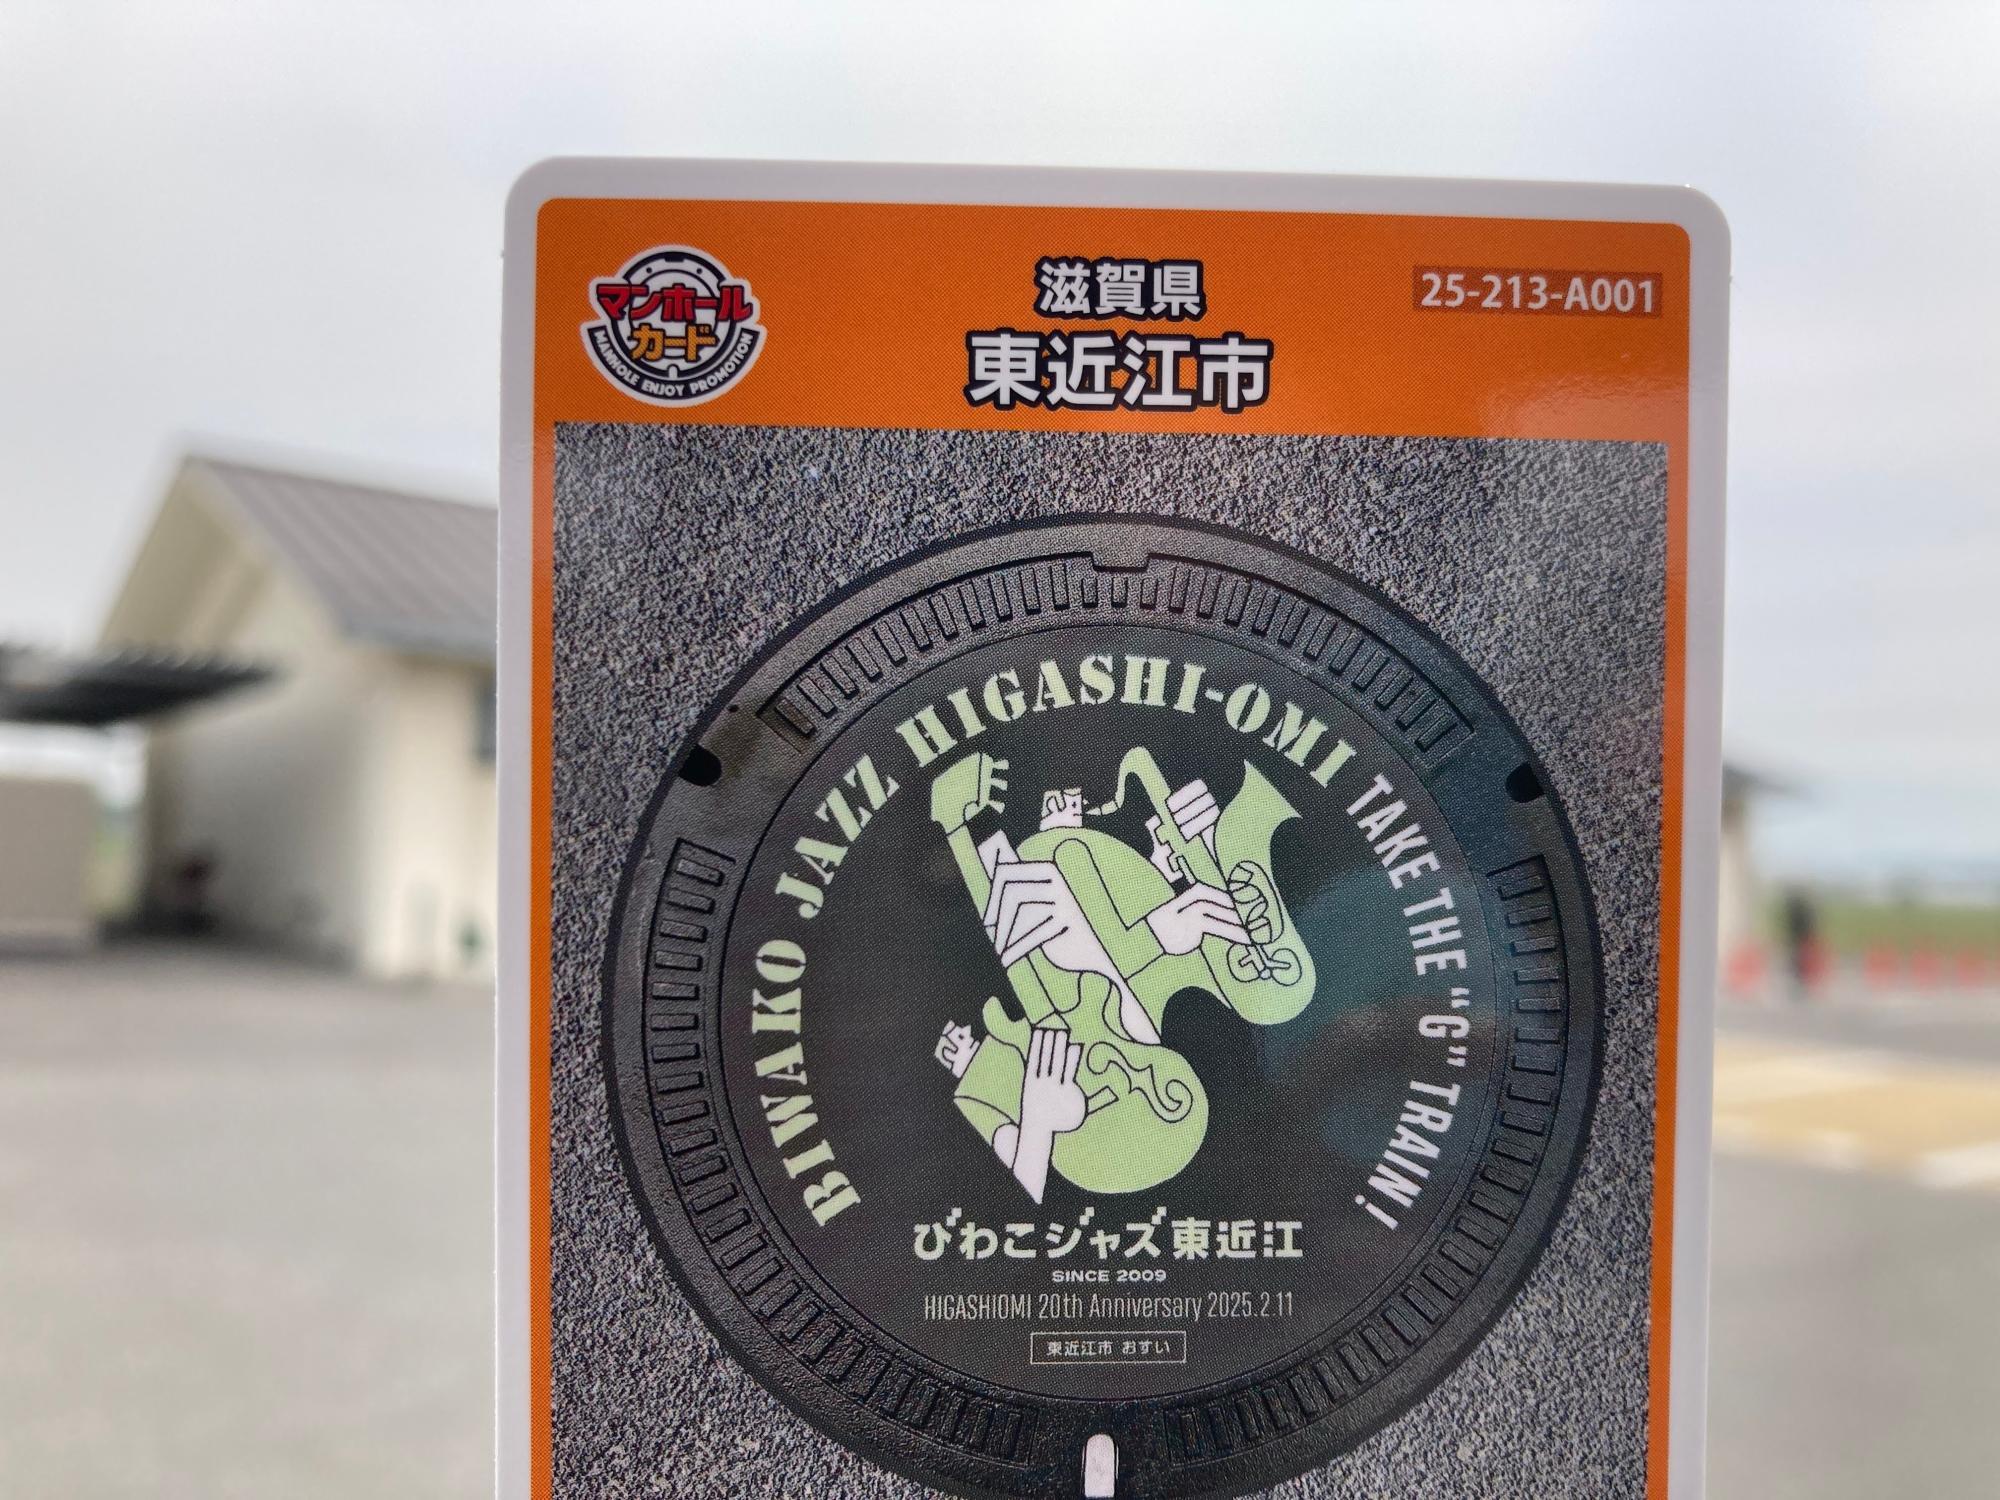 マンホール
カード
MANHOLE ENJOY PROMOTION
滋賀県
東近江市
25-213-A001
BIWAKO JAZZ HIGASHI-OMI
TAKE THE "G" TRAIN!
びわこジャズ東近江
SINCE 2009
HIGASHIOMI 20th Anniversary 2025.2.11
東近江市 おすい